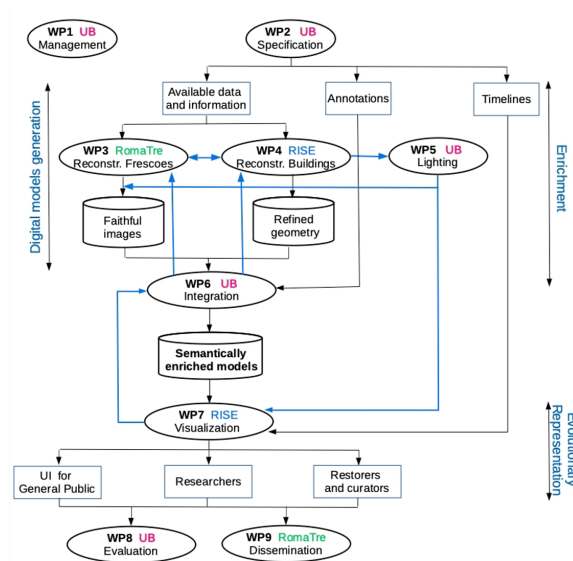 WP1 UB
Management
WP2 UB
Specification
Available data
and information
Annotations
Timelines
Digital models generation
Enrichment
WP3 RomaTre
Reconstr. Frescoes
WP4 RISE
Reconstr. Buildings
WP5 UB
Lighting
Faithful
images
Refined
geometry
WP6 UB
Integration
Semantically
enriched models
WP7 RISE
Visualization
Evolutionary
Representation
UI for
General Public
Researchers
Restorers
and curators
WP8 UB
Evaluation
WP9 RomaTre
Dissemination